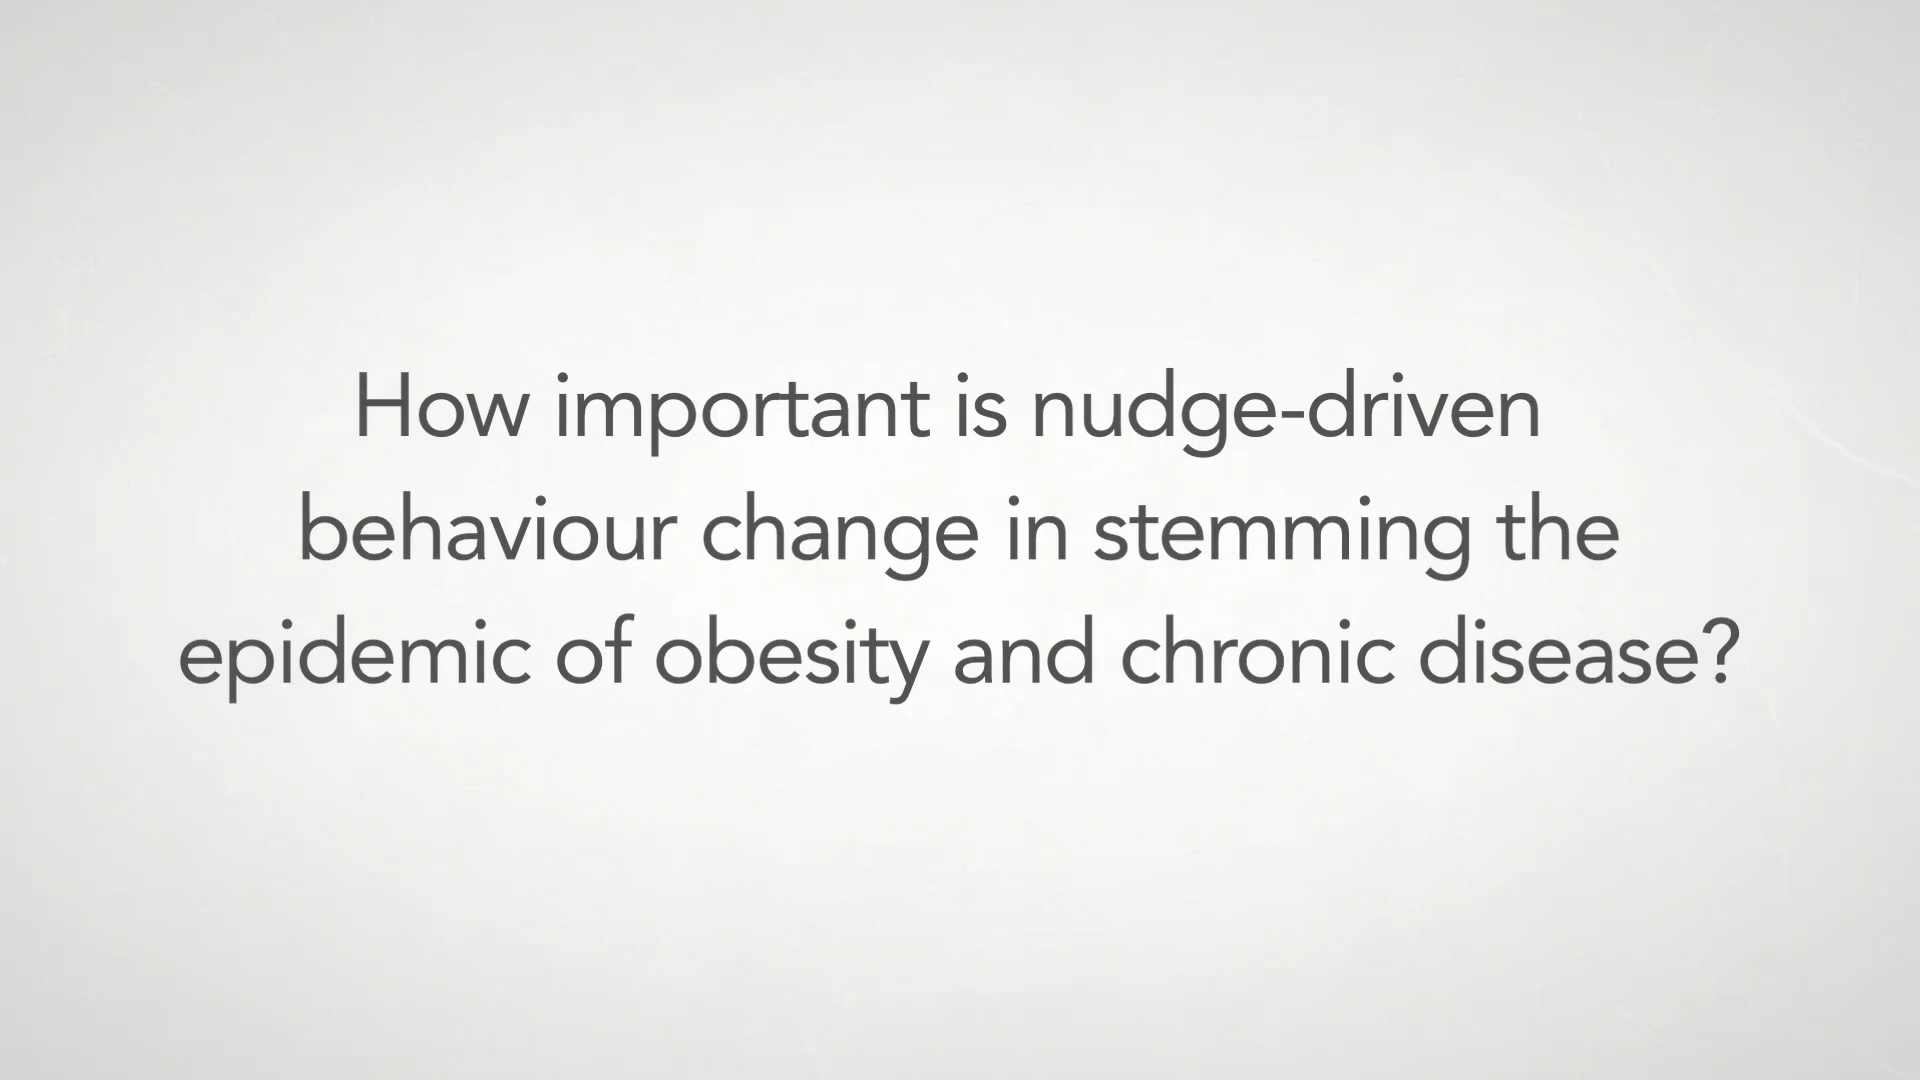 How important is nudge-driven
behaviour change in stemming the
epidemic of obesity and chronic disease?